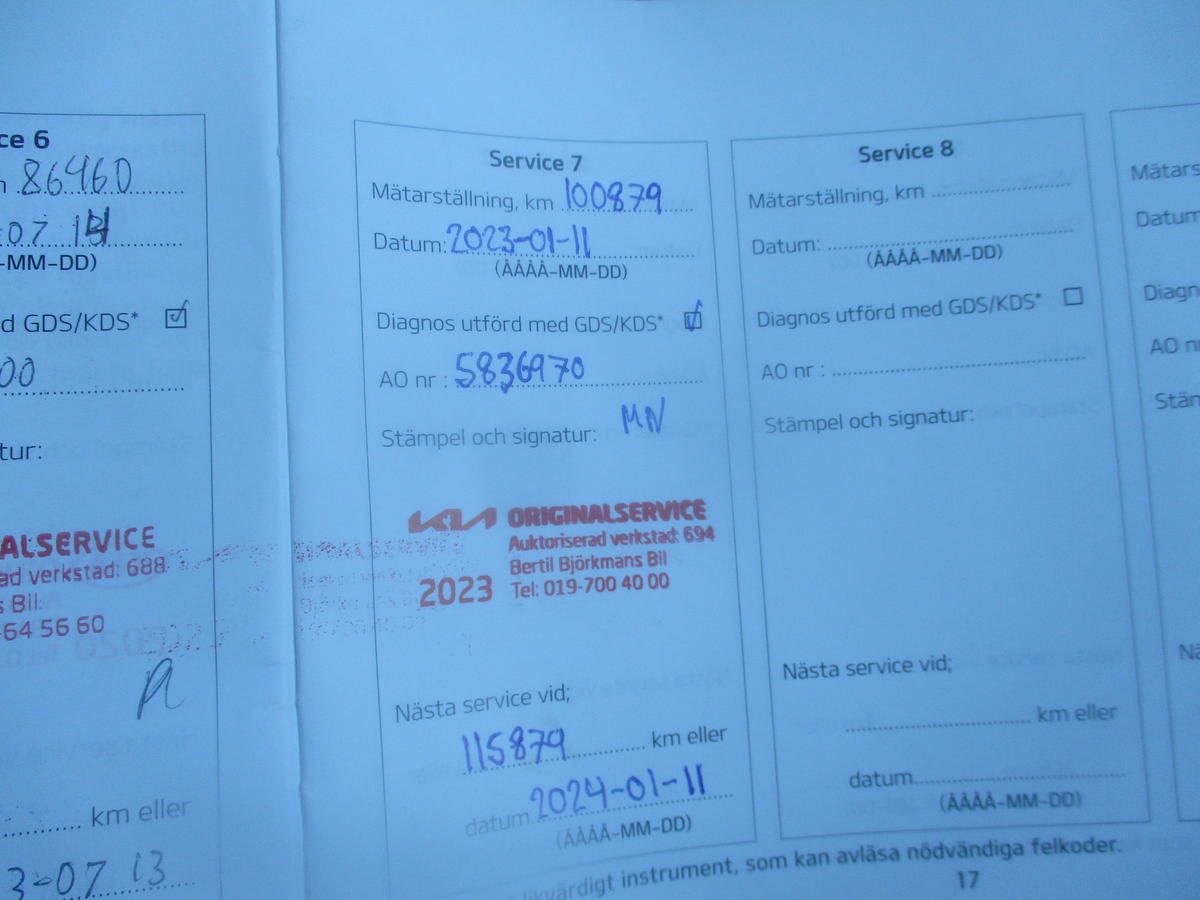 ce 6
86460
07
-MM-DD)
d GDS/KDS*
00
tur:
ALSERVICE
ad verkstad: 688
s Bil
-64 56 60
km eller
3-07 13
Service 7
Mätarställning, km 100879
Datum: 2023-01-11
(ÅÅÅÅ-MM-DD)
Diagnos utförd med GDS/KDS*
AO nr : 5836970
Stämpel och signatur: MN
KIA ORIGINALSERVICE
Auktoriserad verkstad: 694
Bertil Björkmans Bil
2023 Tel: 019-700 40 00
Nästa service vid;
115879 km eller
datum 2024-01-11
(ÅÅÅÅ-MM-DD)
Service 8
Mätarställning, km
Datum:
(ÅÅÅÅ-MM-DD)
Diagnos utförd med GDS/KDS*
AO nr :
Stämpel och signatur:
Nästa service vid;
km eller
datum
(ÅÅÅÅ-MM-DD)
Mätars
Datum
Diagn
AO nr
Stän
Nä
likvärdigt instrument, som kan avläsa nödvändiga felkoder.
17